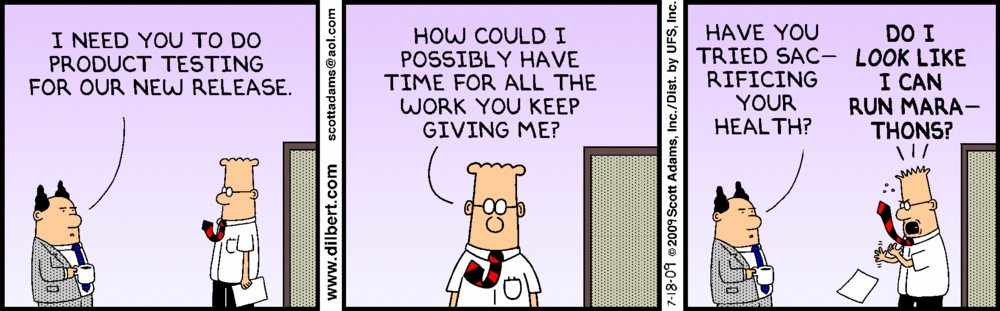 I NEED YOU TO DO
PRODUCT TESTING
FOR OUR NEW RELEASE.
www.dilbert.com
scottadams@aol.com
HOW COULD I
POSSIBLY HAVE
TIME FOR ALL THE
WORK YOU KEEP
GIVING ME?
7-18-09 ©2009 Scott Adams, Inc./Dist. by UFS, Inc.
HAVE YOU
TRIED SAC-
RIFICING
YOUR
HEALTH?
DO I
LOOK LIKE
I CAN
RUN MARA-
THONS?